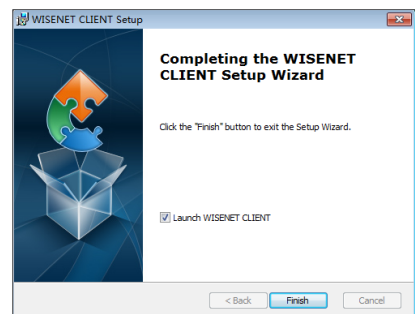 WISENET CLIENT Setup
Completing the WISENET
CLIENT Setup Wizard
Click the "Finish" button to exit the Setup Wizard.
Launch WISENET CLIENT
< Back Finish Cancel